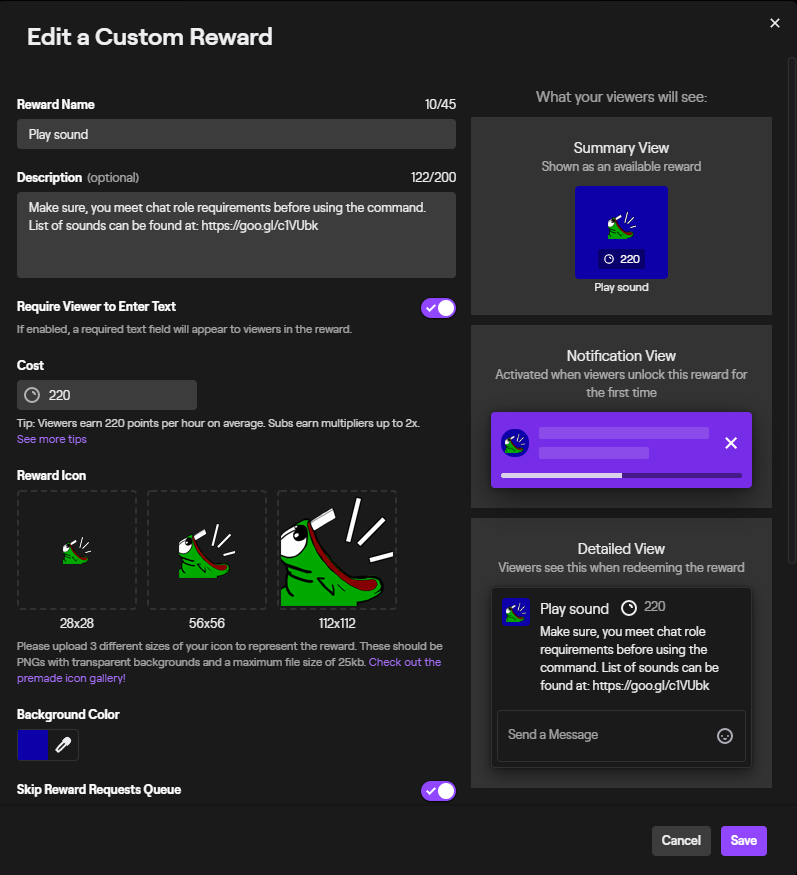 Edit a Custom Reward
Reward Name 10/45
Play sound
Description (optional) 122/200
Make sure, you meet chat role requirements before using the command.
List of sounds can be found at: https://goo.gl/c1VUbk
Require Viewer to Enter Text
If enabled, a required text field will appear to viewers in the reward.
Cost
220
Tip: Viewers earn 220 points per hour on average. Subs earn multipliers up to 2x.
See more tips
Reward Icon
28x28 56x56 112x112
Please upload 3 different sizes of your icon to represent the reward. These should be
PNGs with transparent backgrounds and a maximum file size of 25kb. Check out the
premade icon gallery!
Background Color
Skip Reward Requests Queue
What your viewers will see:
Summary View
Shown as an available reward
220
Play sound
Notification View
Activated when viewers unlock this reward for
the first time
Detailed View
Viewers see this when redeeming the reward
Play sound 220
Make sure, you meet chat role
requirements before using the
command. List of sounds can be
found at: https://goo.gl/c1VUbk
Send a Message
Cancel Save